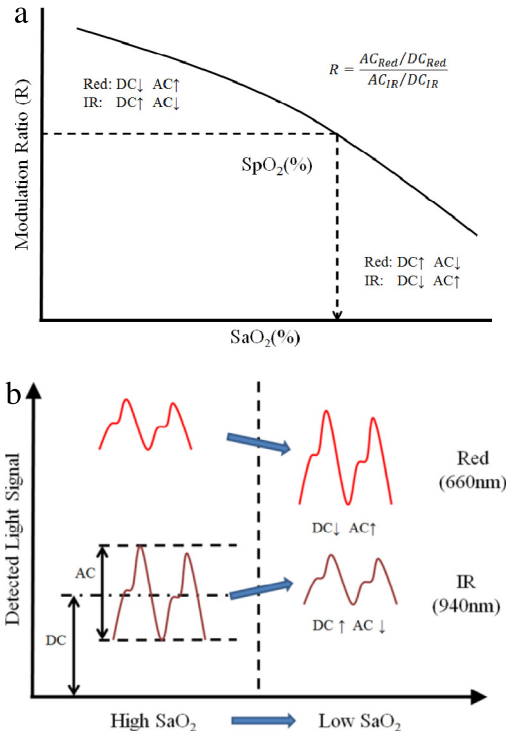 a
Modulation Ratio (R)
Red: DC↓ AC↑
IR: DC↑ AC↓
R = (AC_Red/DC_Red)/(AC_IR/DC_IR)
SpO₂(%)
Red: DC↑ AC↓
IR: DC↓ AC↑
SaO₂(%)
b
Detected Light Signal
Red
(660nm)
DC↓ AC↑
AC
IR
(940nm)
DC
DC ↑ AC ↓
High SaO₂
Low SaO₂